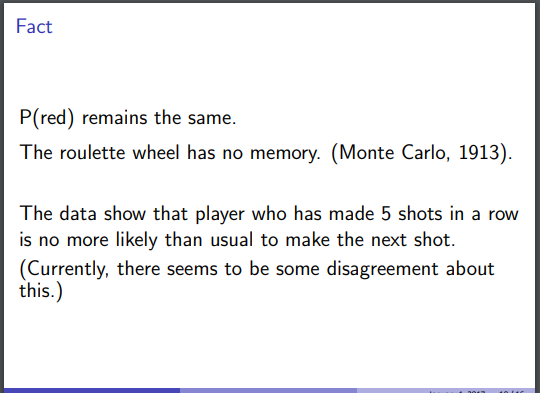 Fact
P(red) remains the same.
The roulette wheel has no memory. (Monte Carlo, 1913).
The data show that player who has made 5 shots in a row
is no more likely than usual to make the next shot.
(Currently, there seems to be some disagreement about
this.)